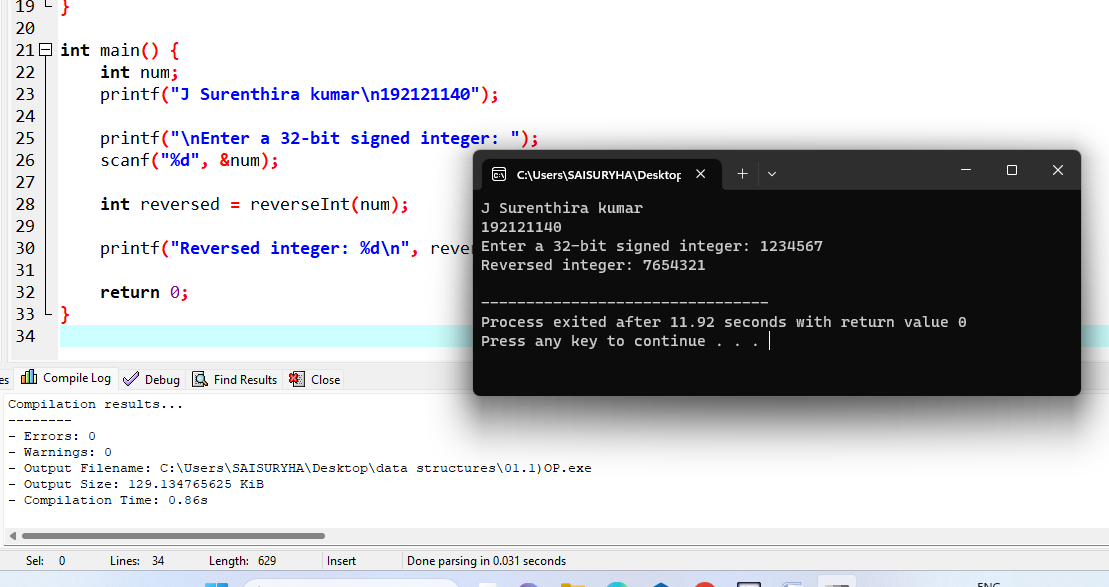 19 }
20
21 int main() {
22 int num;
23 printf("J Surenthira kumar\n192121140");
24
25 printf("\nEnter a 32-bit signed integer: ");
26 scanf("%d", &num);
27
28 int reversed = reverseInt(num);
29
30 printf("Reversed integer: %d\n", rever
31
32 return 0;
33 }
34
C:\Users\SAISURYHA\Desktop
J Surenthira kumar
192121140
Enter a 32-bit signed integer: 1234567
Reversed integer: 7654321
--------------------------------
Process exited after 11.92 seconds with return value 0
Press any key to continue . . .
es Compile Log Debug Find Results Close
Compilation results...
--------
- Errors: 0
- Warnings: 0
- Output Filename: C:\Users\SAISURYHA\Desktop\data structures\01.1)OP.exe
- Output Size: 129.134765625 KiB
- Compilation Time: 0.86s
Sel: 0 Lines: 34 Length: 629 Insert Done parsing in 0.031 seconds
ENG